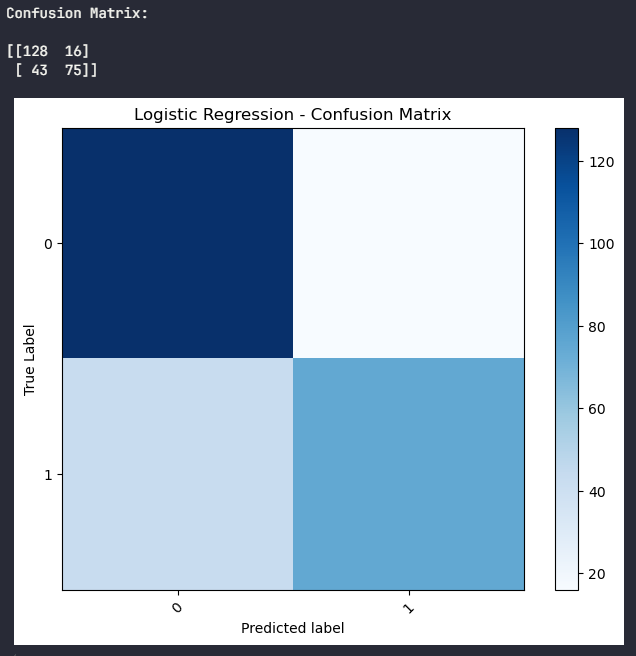 Confusion Matrix:
[[128  16]
 [ 43  75]]
Logistic Regression - Confusion Matrix
0
1
True Label
0
1
Predicted label
120
100
80
60
40
20